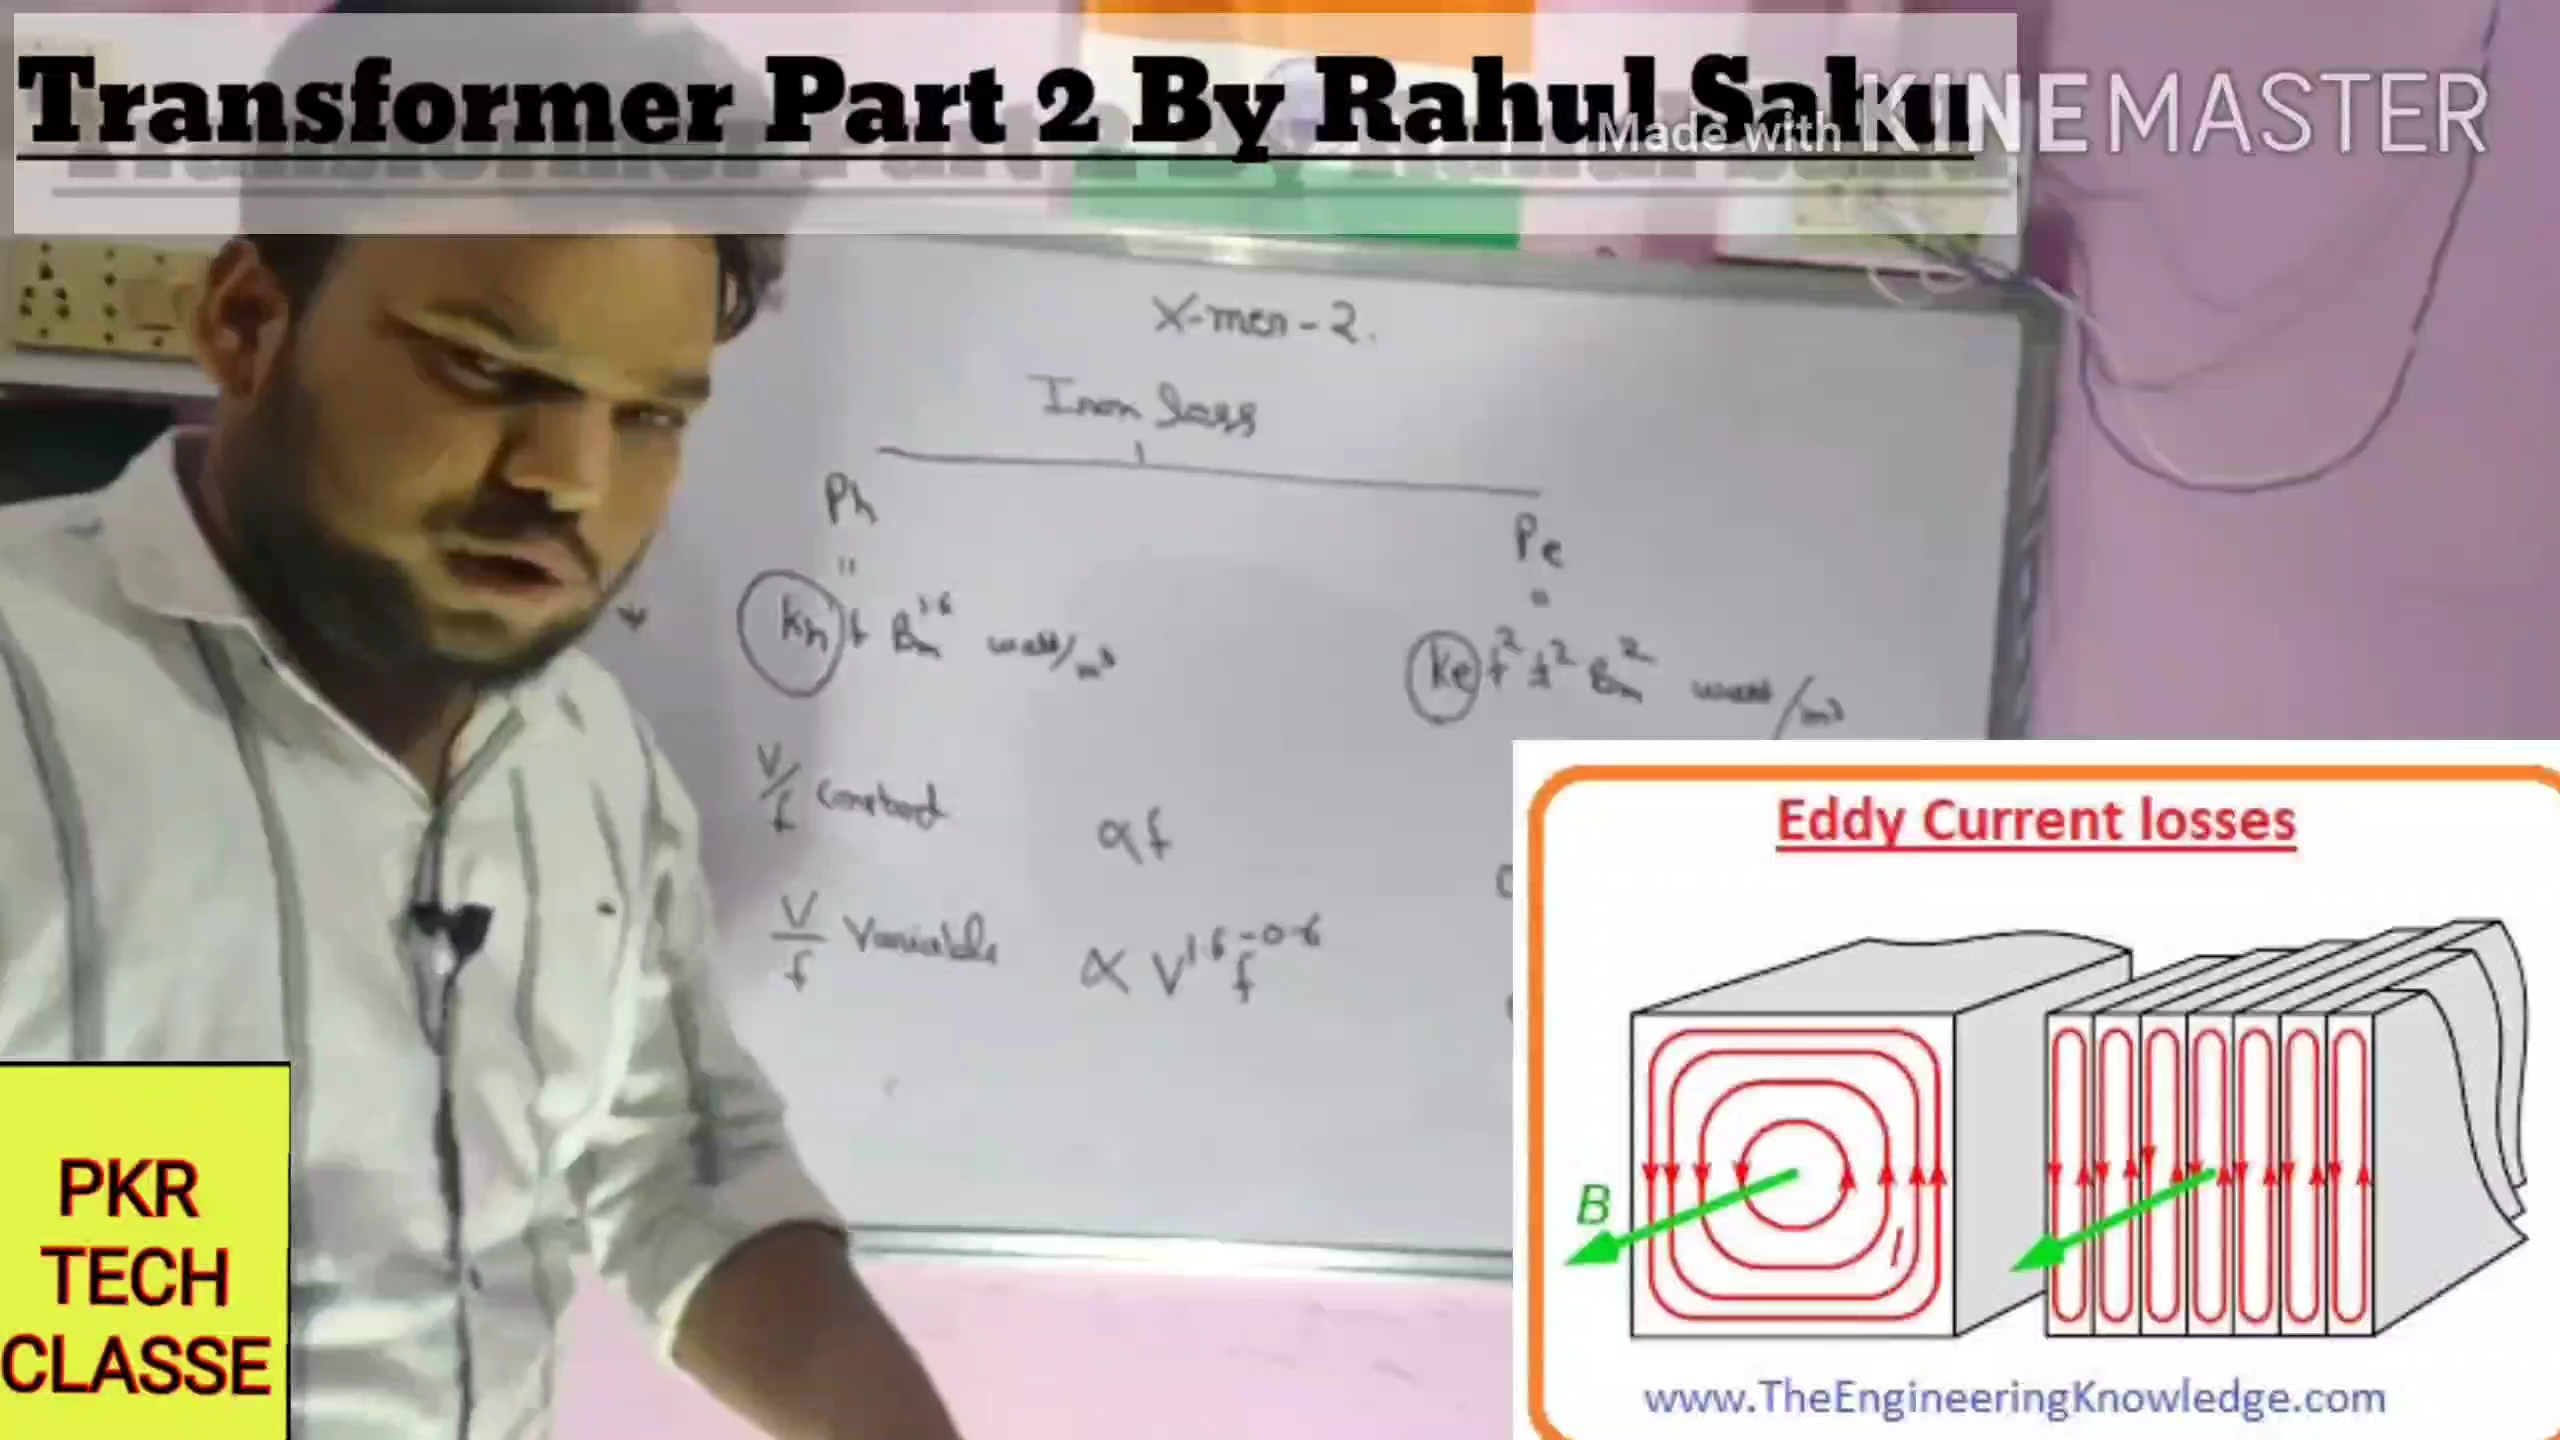 Transformer Part 2 By Rahul Sahu
Made with KINEMASTER
X-mer-2.
Iron loss
Ph
Pe
"
"
Kh f Bm^1.6 watt/m³
Ke f² t² Bm² watt/m³
V/f constant ∝ f
V/f Variable ∝ V^1.6 f^-0.6
Eddy Current losses
B
I
www.TheEngineeringKnowledge.com
PKR
TECH
CLASSE